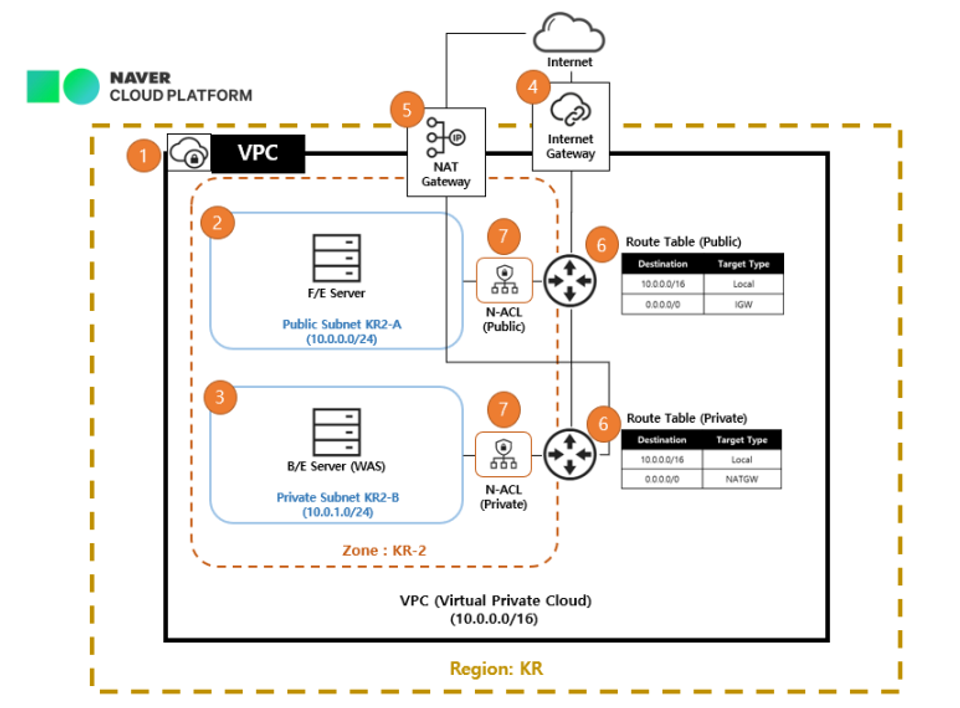 Internet
NAVER
CLOUD PLATFORM
4
5
IP
Internet
Gateway
1
VPC
NAT
Gateway
2
7
6
Route Table (Public)
Destination Target Type
10.0.0.0/16 Local
0.0.0.0/0 IGW
F/E Server
N-ACL
(Public)
Public Subnet KR2-A
(10.0.0.0/24)
3
7
6
Route Table (Private)
Destination Target Type
10.0.0.0/16 Local
0.0.0.0/0 NATGW
B/E Server (WAS)
N-ACL
(Private)
Private Subnet KR2-B
(10.0.1.0/24)
Zone : KR-2
VPC (Virtual Private Cloud)
(10.0.0.0/16)
Region: KR